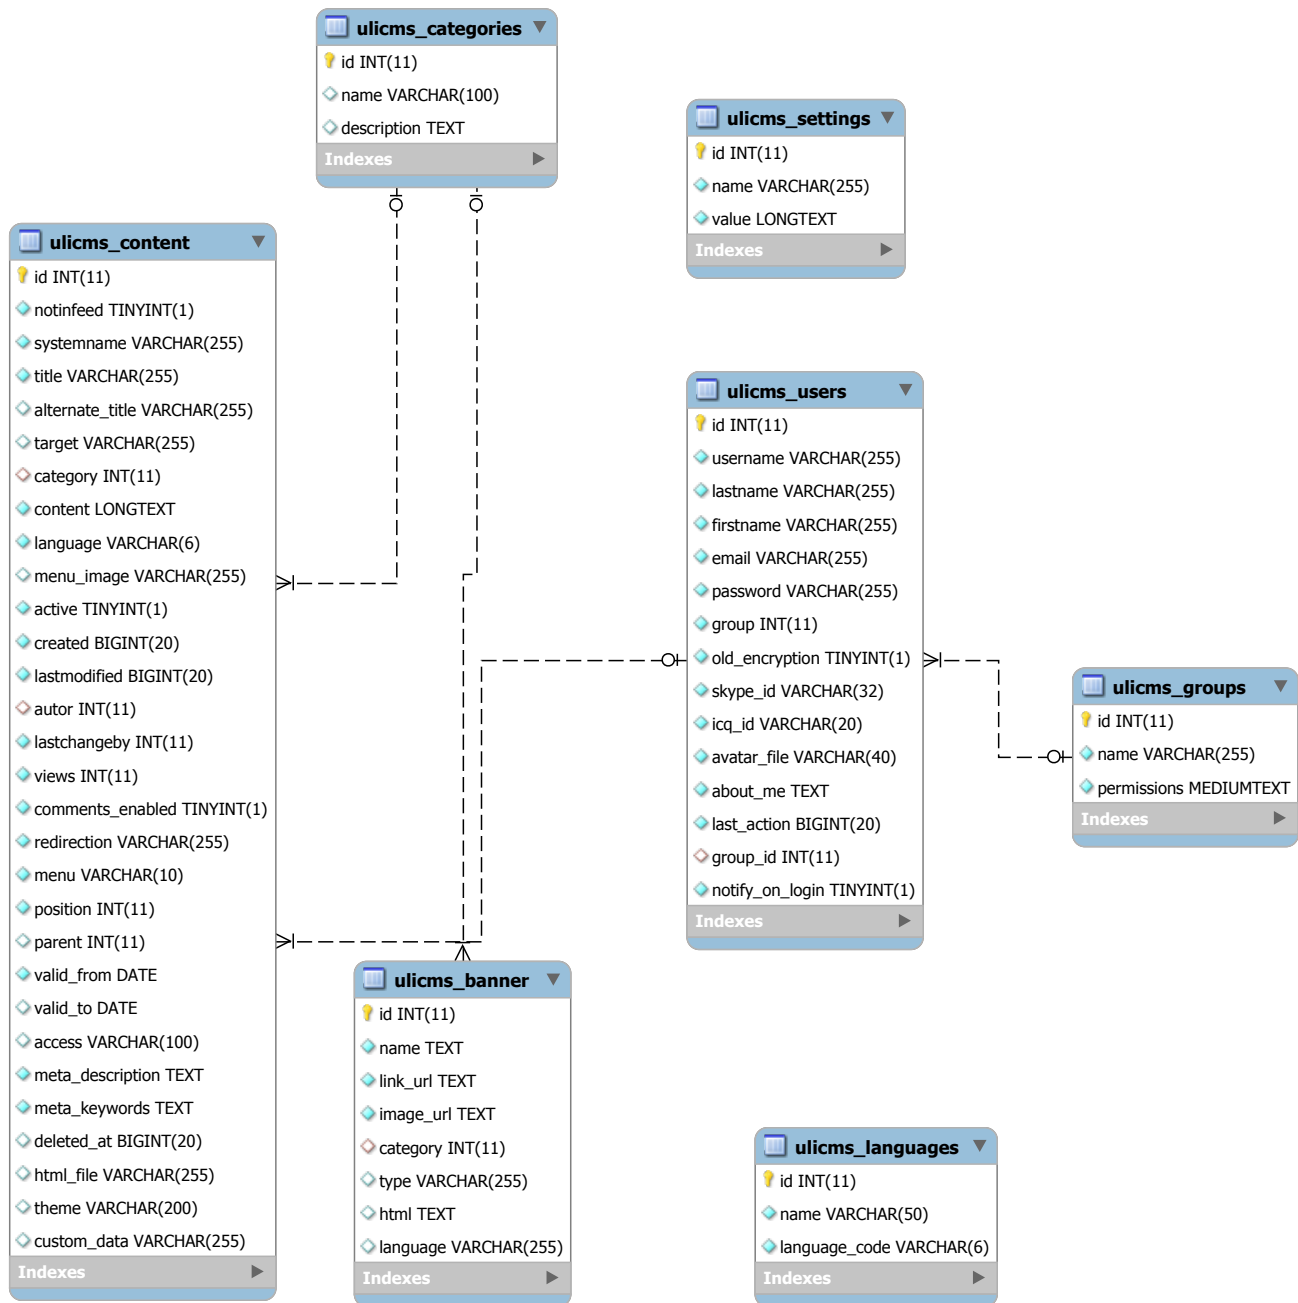 ulicms_categories
id INT(11)
name VARCHAR(100)
description TEXT
Indexes
ulicms_settings
id INT(11)
name VARCHAR(255)
value LONGTEXT
Indexes
ulicms_content
id INT(11)
notinfeed TINYINT(1)
systemname VARCHAR(255)
title VARCHAR(255)
alternate_title VARCHAR(255)
target VARCHAR(255)
category INT(11)
content LONGTEXT
language VARCHAR(6)
menu_image VARCHAR(255)
active TINYINT(1)
created BIGINT(20)
lastmodified BIGINT(20)
autor INT(11)
lastchangeby INT(11)
views INT(11)
comments_enabled TINYINT(1)
redirection VARCHAR(255)
menu VARCHAR(10)
position INT(11)
parent INT(11)
valid_from DATE
valid_to DATE
access VARCHAR(100)
meta_description TEXT
meta_keywords TEXT
deleted_at BIGINT(20)
html_file VARCHAR(255)
theme VARCHAR(200)
custom_data VARCHAR(255)
Indexes
ulicms_users
id INT(11)
username VARCHAR(255)
lastname VARCHAR(255)
firstname VARCHAR(255)
email VARCHAR(255)
password VARCHAR(255)
group INT(11)
old_encryption TINYINT(1)
skype_id VARCHAR(32)
icq_id VARCHAR(20)
avatar_file VARCHAR(40)
about_me TEXT
last_action BIGINT(20)
group_id INT(11)
notify_on_login TINYINT(1)
Indexes
ulicms_groups
id INT(11)
name VARCHAR(255)
permissions MEDIUMTEXT
Indexes
ulicms_banner
id INT(11)
name TEXT
link_url TEXT
image_url TEXT
category INT(11)
type VARCHAR(255)
html TEXT
language VARCHAR(255)
Indexes
ulicms_languages
id INT(11)
name VARCHAR(50)
language_code VARCHAR(6)
Indexes